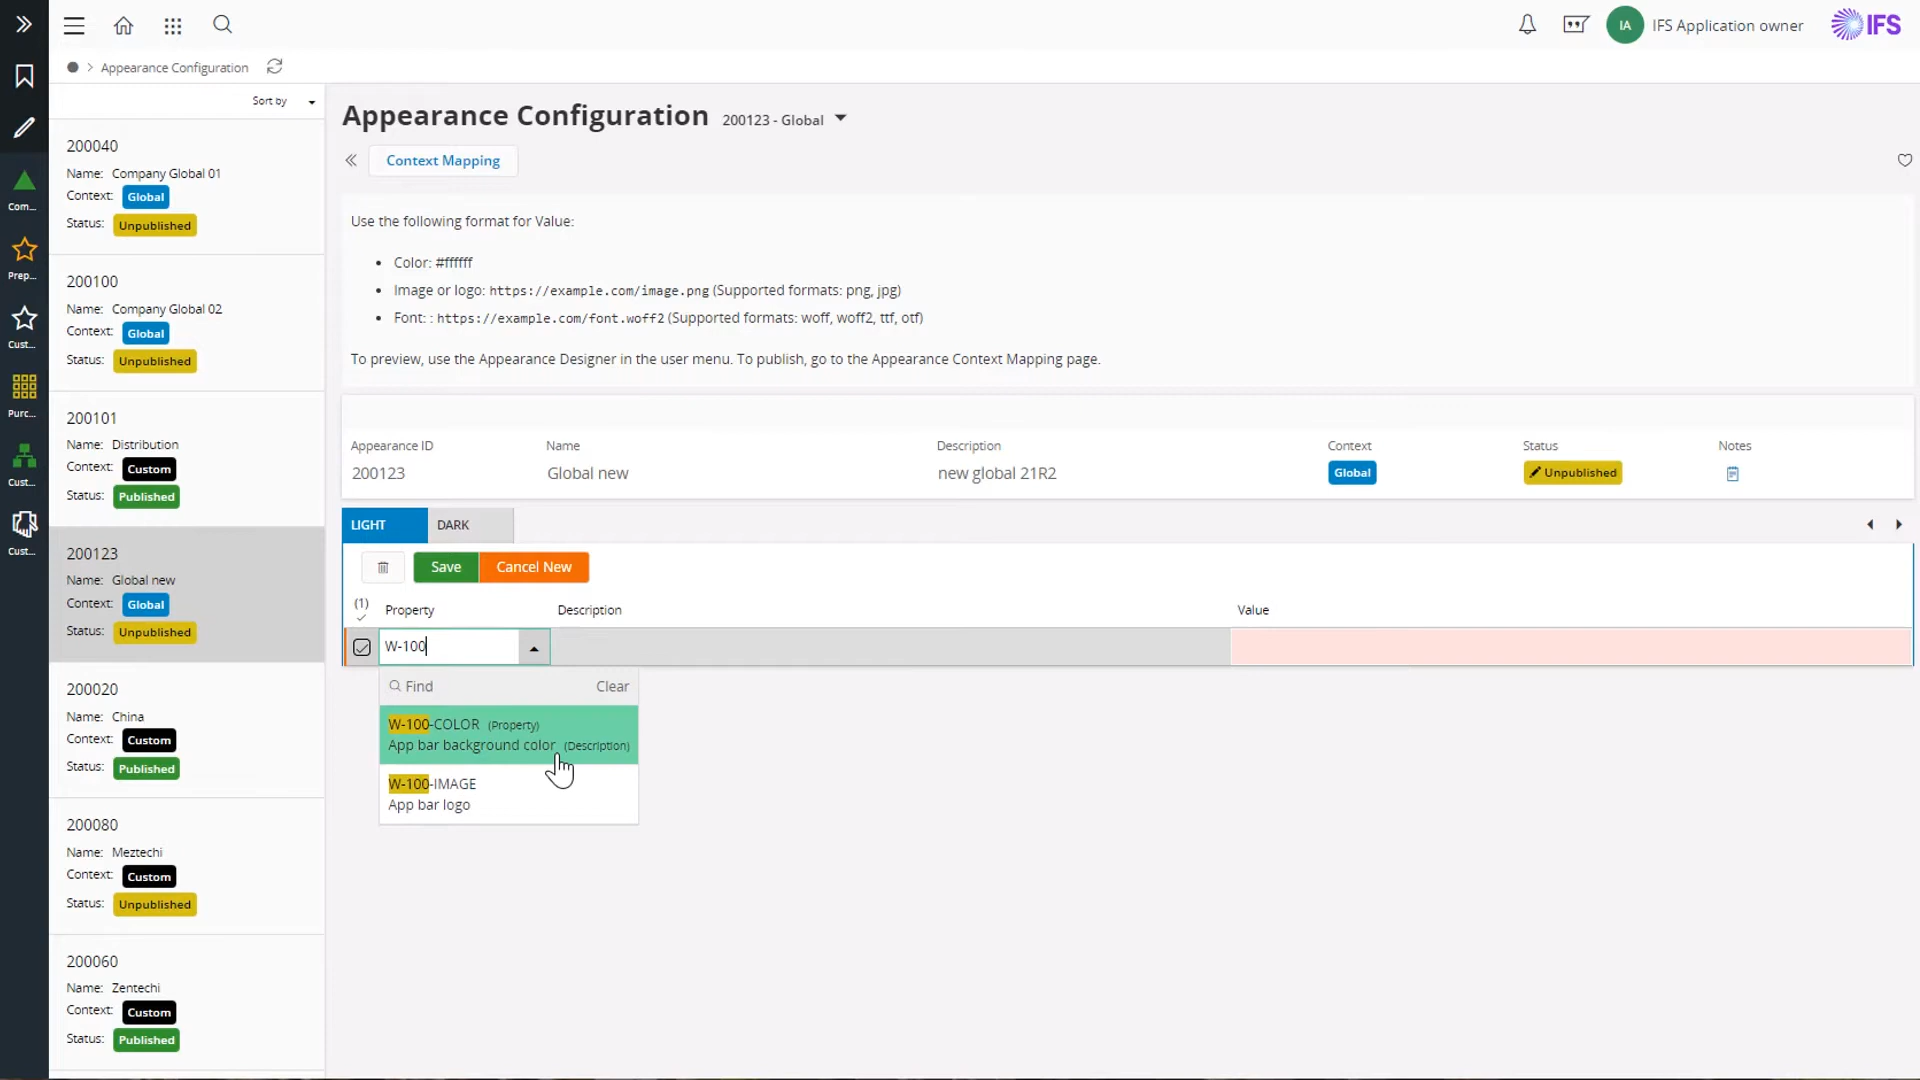 IA
IFS Application owner
IFS
Appearance Configuration
Sort by
Com...
Prep...
Cust...
Purc...
Cust...
Cust...
200040
Name: Company Global 01
Context: Global
Status: Unpublished
200100
Name: Company Global 02
Context: Global
Status: Unpublished
200101
Name: Distribution
Context: Custom
Status: Published
200123
Name: Global new
Context: Global
Status: Unpublished
200020
Name: China
Context: Custom
Status: Published
200080
Name: Meztechi
Context: Custom
Status: Unpublished
200060
Name: Zentechi
Context: Custom
Status: Published
Appearance Configuration 200123 - Global
Context Mapping
Use the following format for Value:
• Color: #ffffff
• Image or logo: https://example.com/image.png (Supported formats: png, jpg)
• Font: : https://example.com/font.woff2 (Supported formats: woff, woff2, ttf, otf)
To preview, use the Appearance Designer in the user menu. To publish, go to the Appearance Context Mapping page.
Appearance ID Name Description Context Status Notes
200123 Global new new global 21R2 Global Unpublished
LIGHT DARK
Save Cancel New
(1) Property Description Value
W-100
Find Clear
W-100-COLOR (Property)
App bar background color (Description)
W-100-IMAGE
App bar logo